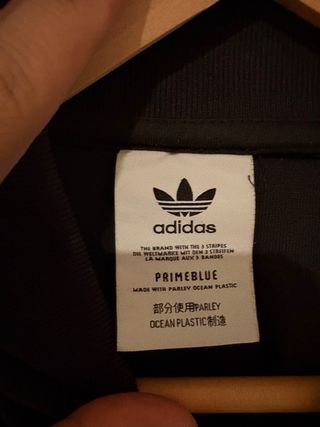 adidas
THE BRAND WITH THE 3 STRIPES
DIE WELTMARKE MIT DEN 3 STREIFEN
LA MARQUE AUX 3 BANDES
PRIMEBLUE
MADE WITH PARLEY OCEAN PLASTIC
部分使用PARLEY
OCEAN PLASTIC制造